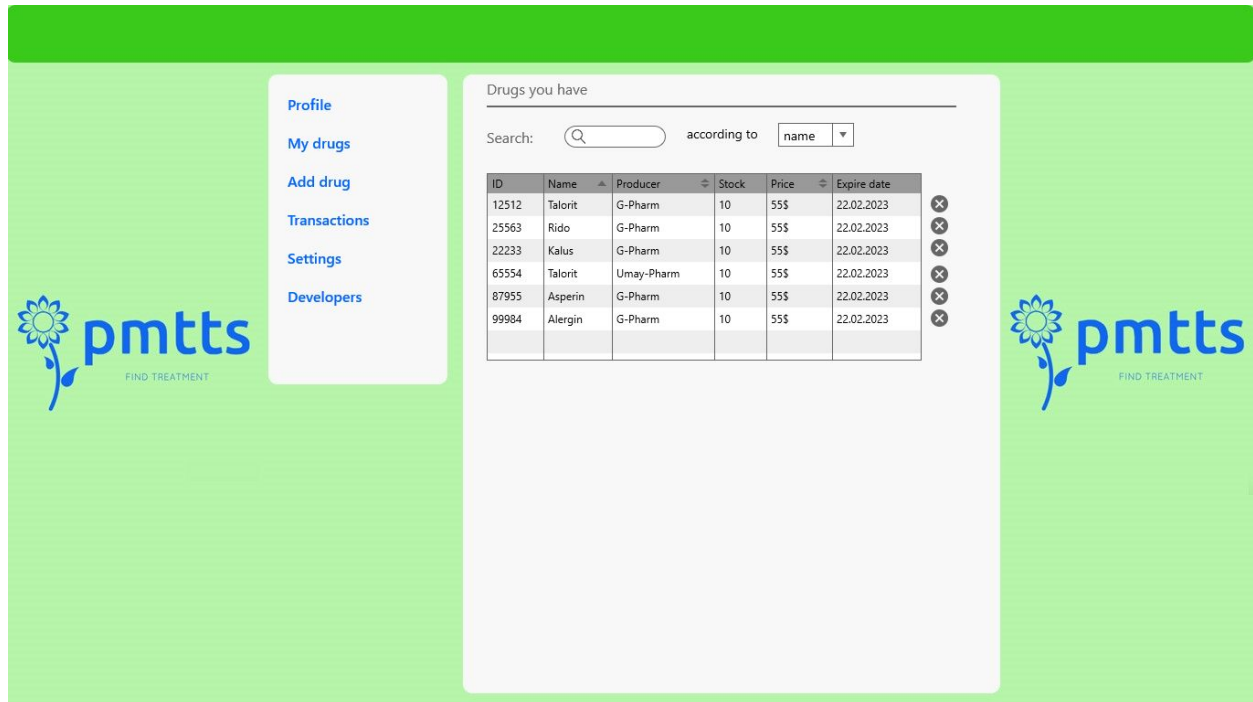 Profile
My drugs
Add drug
Transactions
Settings
Developers
pmtts
FIND TREATMENT
Drugs you have
Search: according to name
ID Name Producer Stock Price Expire date
12512 Talorit G-Pharm 10 55$ 22.02.2023
25563 Rido G-Pharm 10 55$ 22.02.2023
22233 Kalus G-Pharm 10 55$ 22.02.2023
65554 Talorit Umay-Pharm 10 55$ 22.02.2023
87955 Asperin G-Pharm 10 55$ 22.02.2023
99984 Alergin G-Pharm 10 55$ 22.02.2023
pmtts
FIND TREATMENT